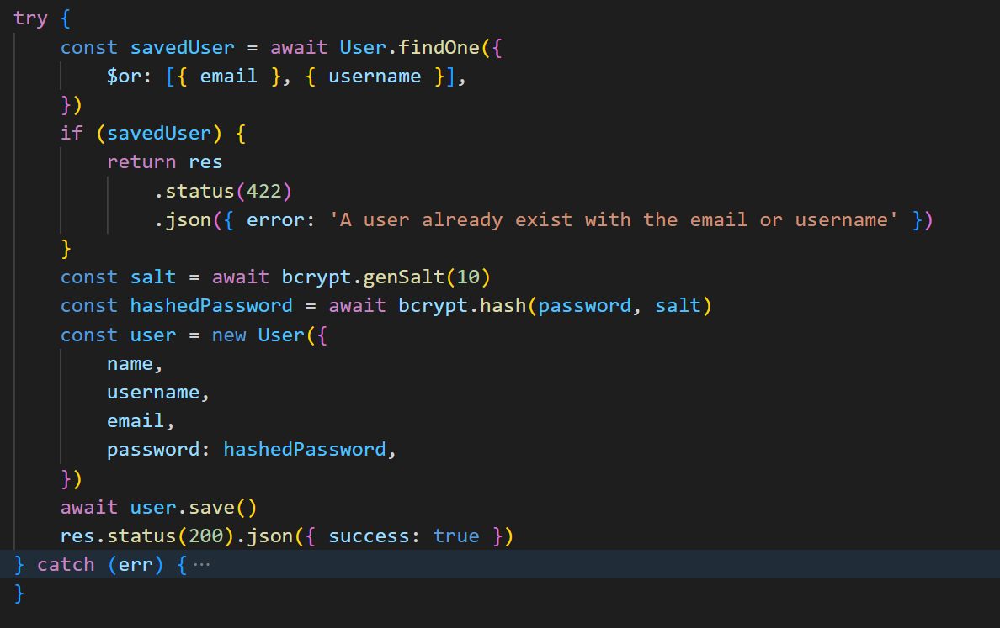 try {
    const savedUser = await User.findOne({
        $or: [{ email }, { username }],
    })
    if (savedUser) {
        return res
            .status(422)
            .json({ error: 'A user already exist with the email or username' })
    }
    const salt = await bcrypt.genSalt(10)
    const hashedPassword = await bcrypt.hash(password, salt)
    const user = new User({
        name,
        username,
        email,
        password: hashedPassword,
    })
    await user.save()
    res.status(200).json({ success: true })
} catch (err) {···
}